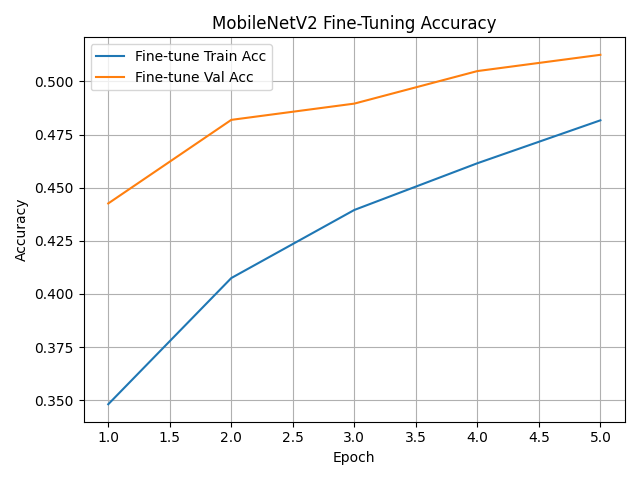 MobileNetV2 Fine-Tuning Accuracy
Fine-tune Train Acc
Fine-tune Val Acc
Accuracy
0.500
0.475
0.450
0.425
0.400
0.375
0.350
1.0 1.5 2.0 2.5 3.0 3.5 4.0 4.5 5.0
Epoch